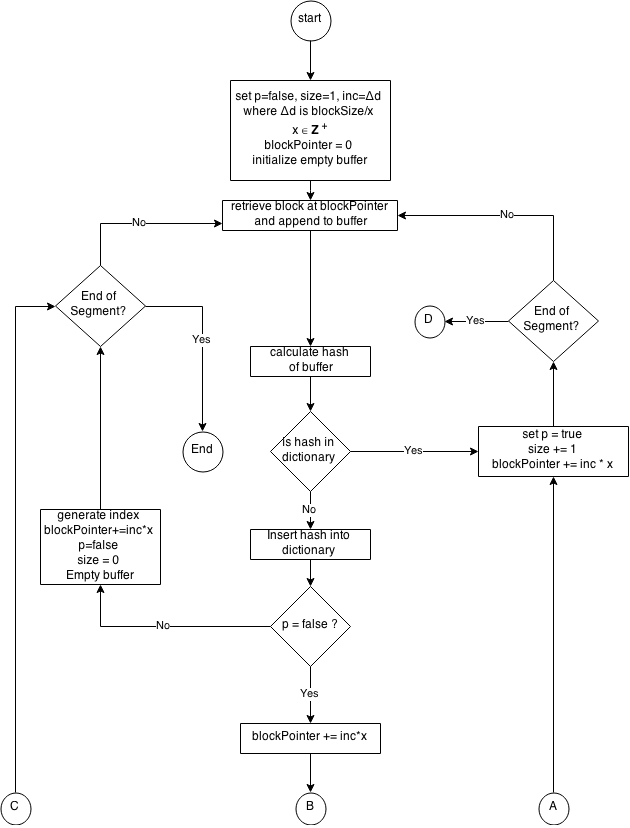 start
set p=false, size=1, inc=Δd
where Δd is blockSize/x
x ∈ Z +
blockPointer = 0
initialize empty buffer
retrieve block at blockPointer
and append to buffer
No
No
End of
Segment?
End of
Segment?
D
Yes
Yes
calculate hash
of buffer
Is hash in
dictionary
Yes
set p = true
size += 1
blockPointer += inc * x
End
No
generate index
blockPointer+=inc*x
p=false
size = 0
Empty buffer
Insert hash into
dictionary
No
p = false ?
Yes
blockPointer += inc*x
C
B
A